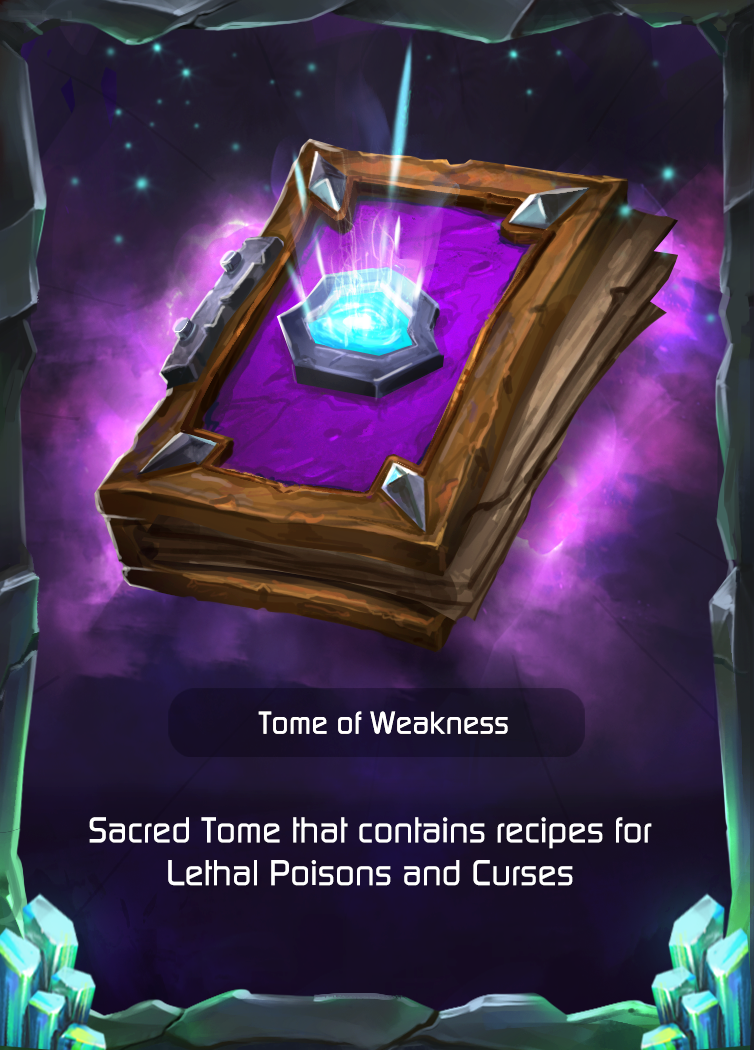 Tome of Weakness
Sacred Tome that contains recipes for
Lethal Poisons and Curses